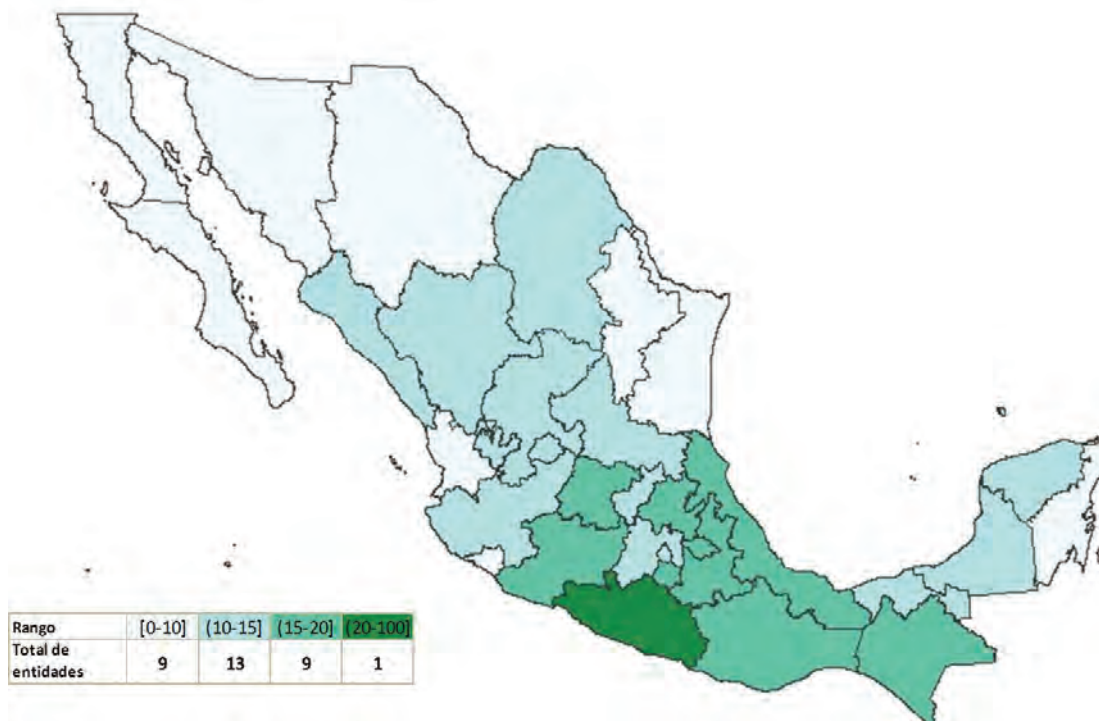 Rango [0-10] (10-15] (15-20] (20-100]
Total de entidades 9 13 9 1